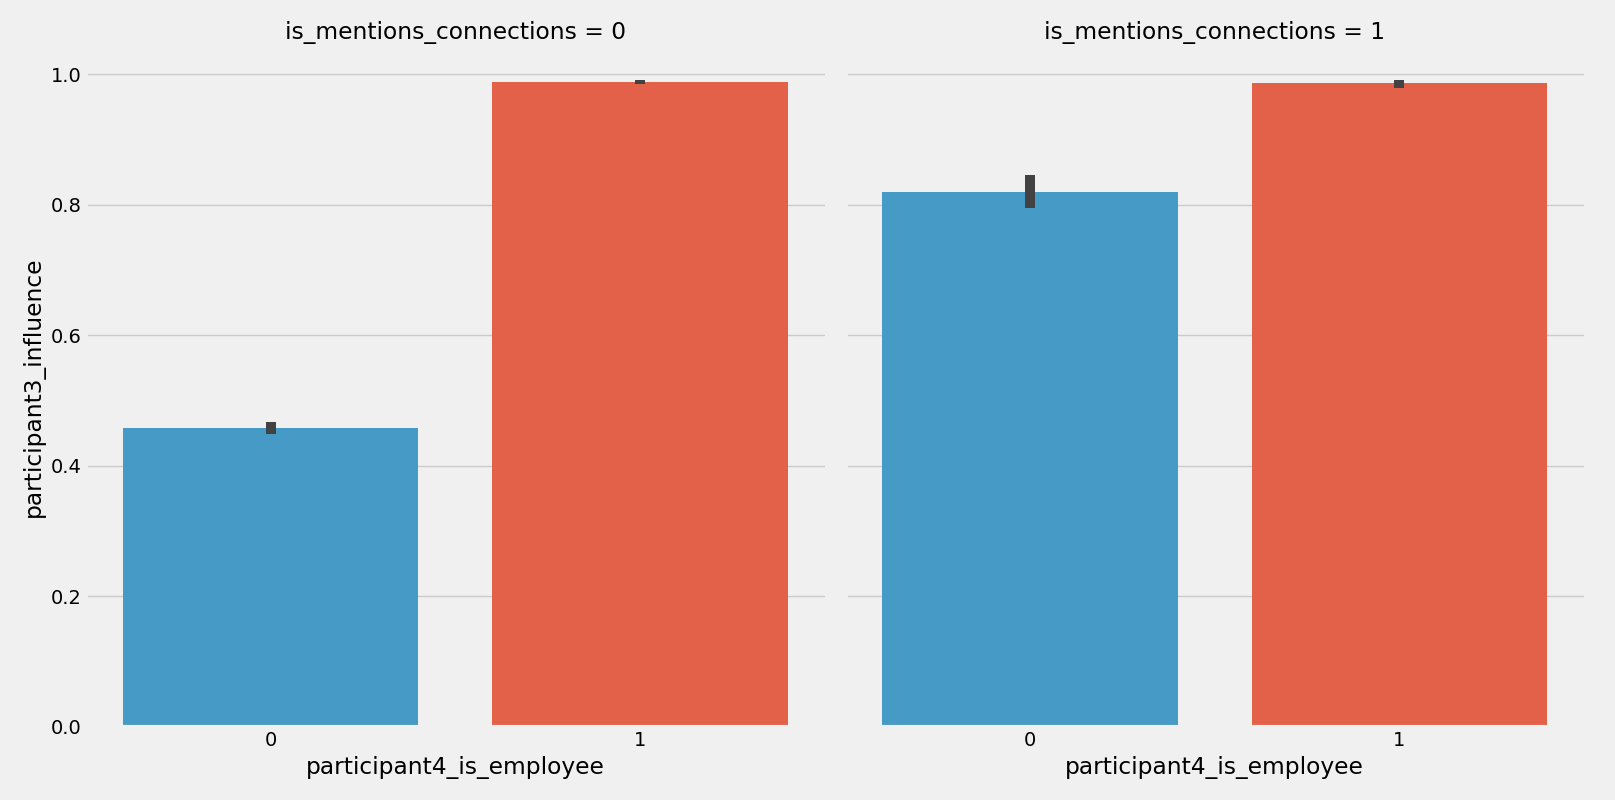 is_mentions_connections = 0
is_mentions_connections = 1
participant3_influence
1.0
0.8
0.6
0.4
0.2
0.0
0
1
0
1
participant4_is_employee
participant4_is_employee